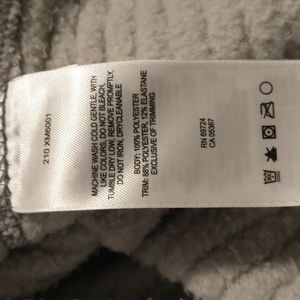 210 XM6001
MACHINE WASH COLD GENTLE, WITH
LIKE COLORS, DO NOT BLEACH,
TUMBLE DRY LOW, REMOVE PROMPTLY,
DO NOT IRON, DRYCLEANABLE
BODY: 100% POLYESTER
TRIM: 88% POLYESTER, 12% ELASTANE
EXCLUSIVE OF TRIMMING
RN 69724
CA 05367